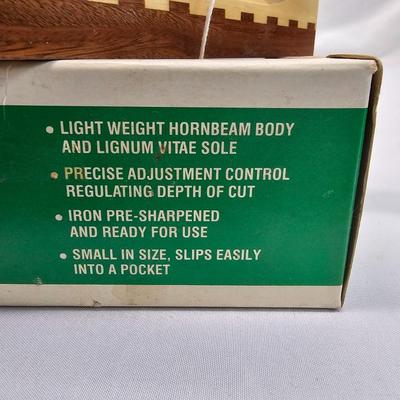 • LIGHT WEIGHT HORNBEAM BODY
AND LIGNUM VITAE SOLE
• PRECISE ADJUSTMENT CONTROL
REGULATING DEPTH OF CUT
• IRON PRE-SHARPENED
AND READY FOR USE
• SMALL IN SIZE, SLIPS EASILY
INTO A POCKET